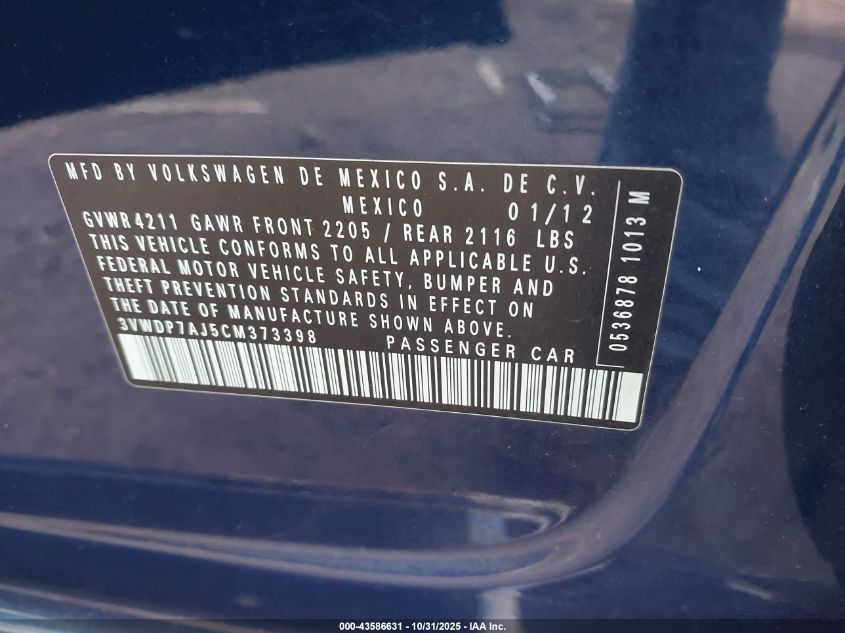 MFD BY VOLKSWAGEN DE MEXICO S.A. DE C.V.
MEXICO 01/12
GVWR 4211 GAWR FRONT 2205 / REAR 2116 LBS
THIS VEHICLE CONFORMS TO ALL APPLICABLE U.S.
FEDERAL MOTOR VEHICLE SAFETY, BUMPER AND
THEFT PREVENTION STANDARDS IN EFFECT ON
THE DATE OF MANUFACTURE SHOWN ABOVE.
3VWDP7AJ5CM373398 PASSENGER CAR
0536878 1013 M
000-43586631 - 10/31/2025 - IAA Inc.